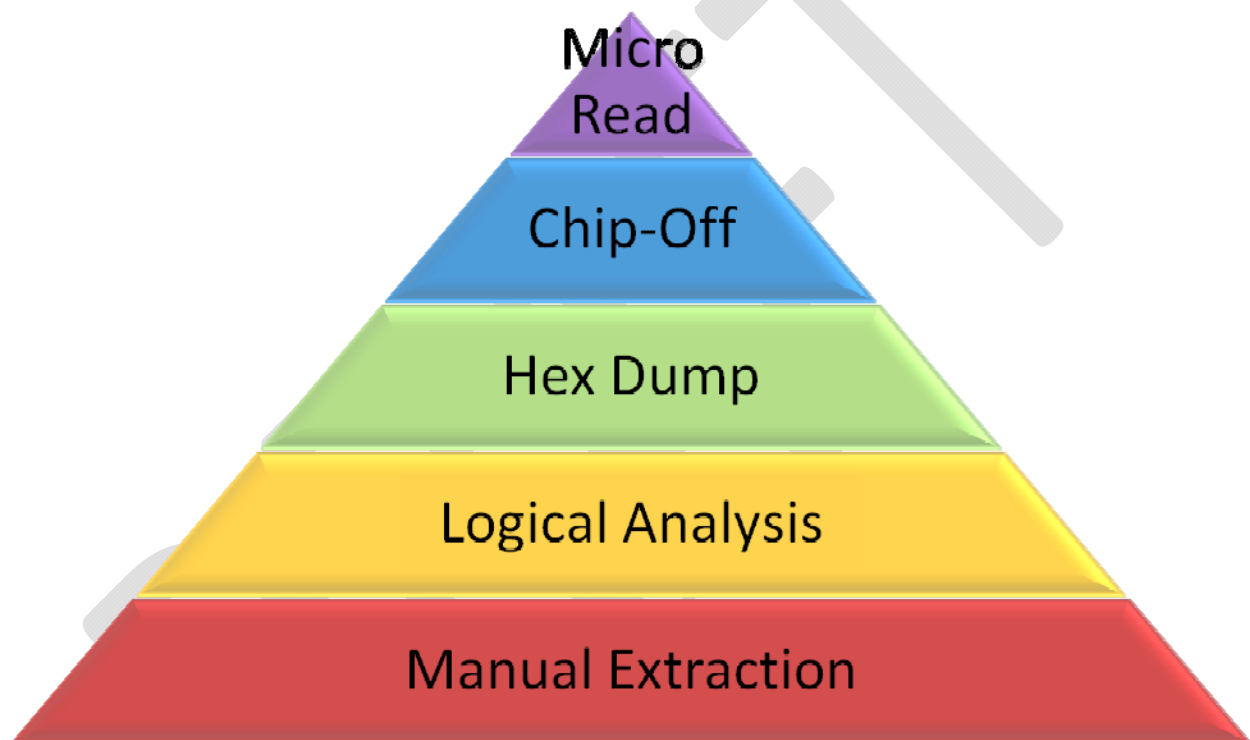 Micro
Read
Chip-Off
Hex Dump
Logical Analysis
Manual Extraction